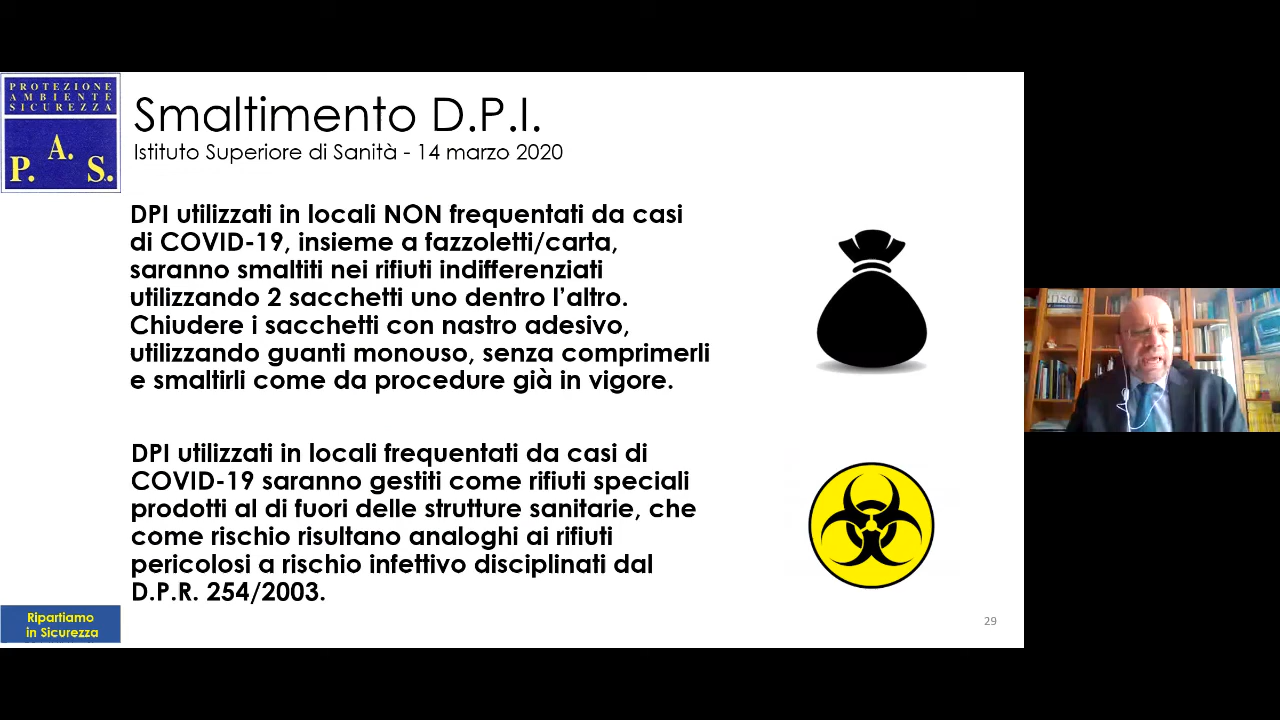 PROTEZIONE
AMBIENTE
SICUREZZA
P. A. S.
Smaltimento D.P.I.
Istituto Superiore di Sanità - 14 marzo 2020
DPI utilizzati in locali NON frequentati da casi
di COVID-19, insieme a fazzoletti/carta,
saranno smaltiti nei rifiuti indifferenziati
utilizzando 2 sacchetti uno dentro l’altro.
Chiudere i sacchetti con nastro adesivo,
utilizzando guanti monouso, senza comprimerli
e smaltirli come da procedure già in vigore.
DPI utilizzati in locali frequentati da casi di
COVID-19 saranno gestiti come rifiuti speciali
prodotti al di fuori delle strutture sanitarie, che
come rischio risultano analoghi ai rifiuti
pericolosi a rischio infettivo disciplinati dal
D.P.R. 254/2003.
Ripartiamo
in Sicurezza
29